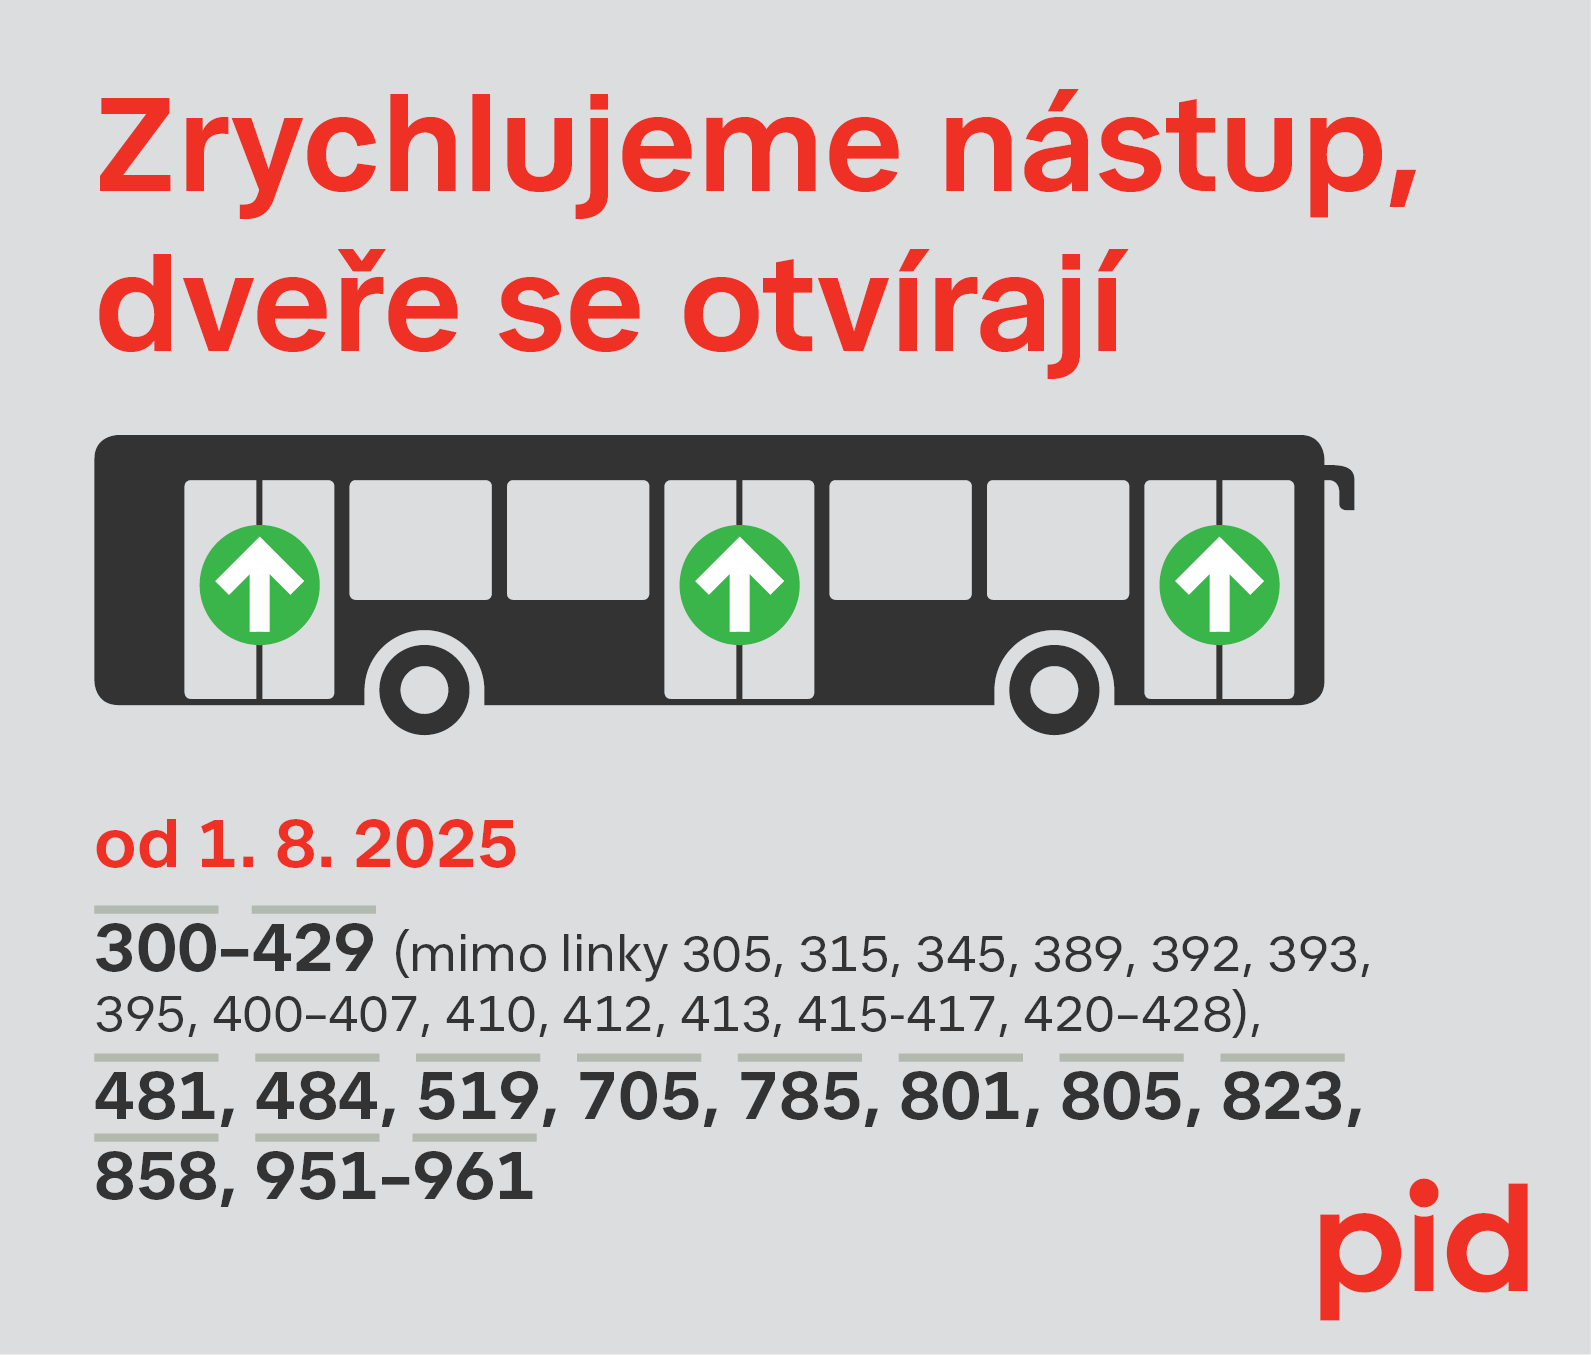 Zrychlujeme nástup,
dveře se otvírají
od 1. 8. 2025
300–429 (mimo linky 305, 315, 345, 389, 392, 393,
395, 400–407, 410, 412, 413, 415-417, 420–428),
481, 484, 519, 705, 785, 801, 805, 823,
858, 951–961
pid